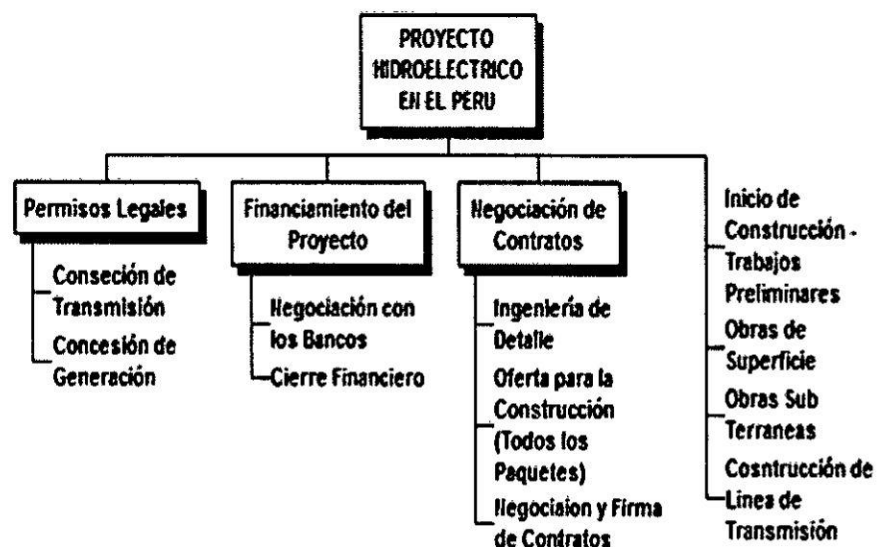 PROYECTO
HIDROELECTRICO
EN EL PERU
Permisos Legales
Conseción de
Transmisión
Concesión de
Generación
Financiamiento del
Proyecto
Negociación con
los Bancos
Cierre Financiero
Negociación de
Contratos
Ingeniería de
Detalle
Oferta para la
Construcción
(Todos los
Paquetes)
Negociaion y Firma
de Contratos
Inicio de
Construcción -
Trabajos
Preliminares
Obras de
Superficie
Obras Sub
Terraneas
Cosntrucción de
Linea de
Transmisión